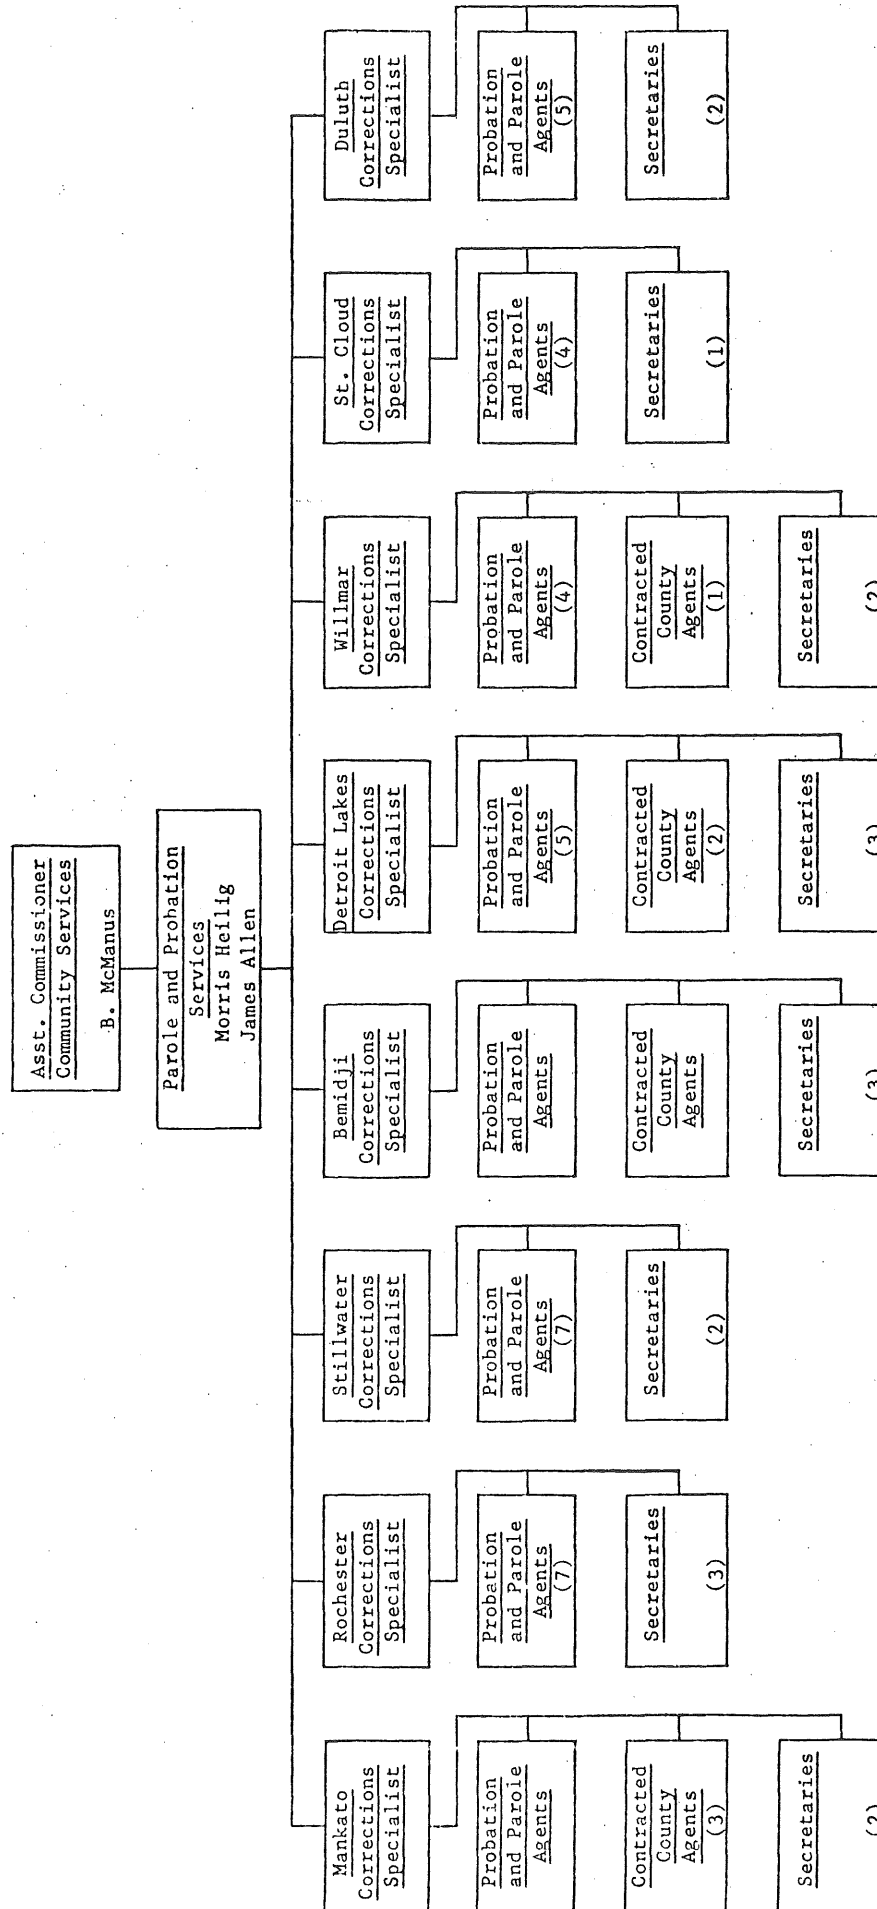 Asst. Commissioner
Community Services
B. McManus
Parole and Probation
Services
Morris Heilig
James Allen
Mankato
Corrections
Specialist
Probation
and Parole
Agents
Contracted
County
Agents
(3)
Secretaries
(2)
Rochester
Corrections
Specialist
Probation
and Parole
Agents
(7)
Secretaries
(3)
Stillwater
Corrections
Specialist
Probation
and Parole
Agents
(7)
Secretaries
(2)
Bemidji
Corrections
Specialist
Probation
and Parole
Agents
Contracted
County
Agents
Secretaries
(3)
Detroit Lakes
Corrections
Specialist
Probation
and Parole
Agents
(5)
Contracted
County
Agents
(2)
Secretaries
(3)
Willmar
Corrections
Specialist
Probation
and Parole
Agents
(4)
Contracted
County
Agents
(1)
Secretaries
(2)
St. Cloud
Corrections
Specialist
Probation
and Parole
Agents
(4)
Secretaries
(1)
Duluth
Corrections
Specialist
Probation
and Parole
Agents
(5)
Secretaries
(2)